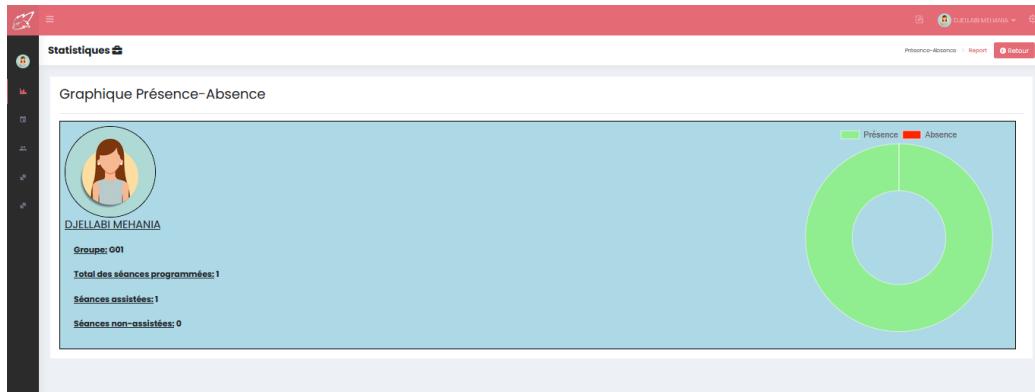 DJELLABI MEHANIA
Statistiques
Présence-Absence
Report
Retour
Graphique Présence-Absence
Présence
Absence
DJELLABI MEHANIA
Groupe: G01
Total des séances programmées: 1
Séances assistées: 1
Séances non-assistées: 0